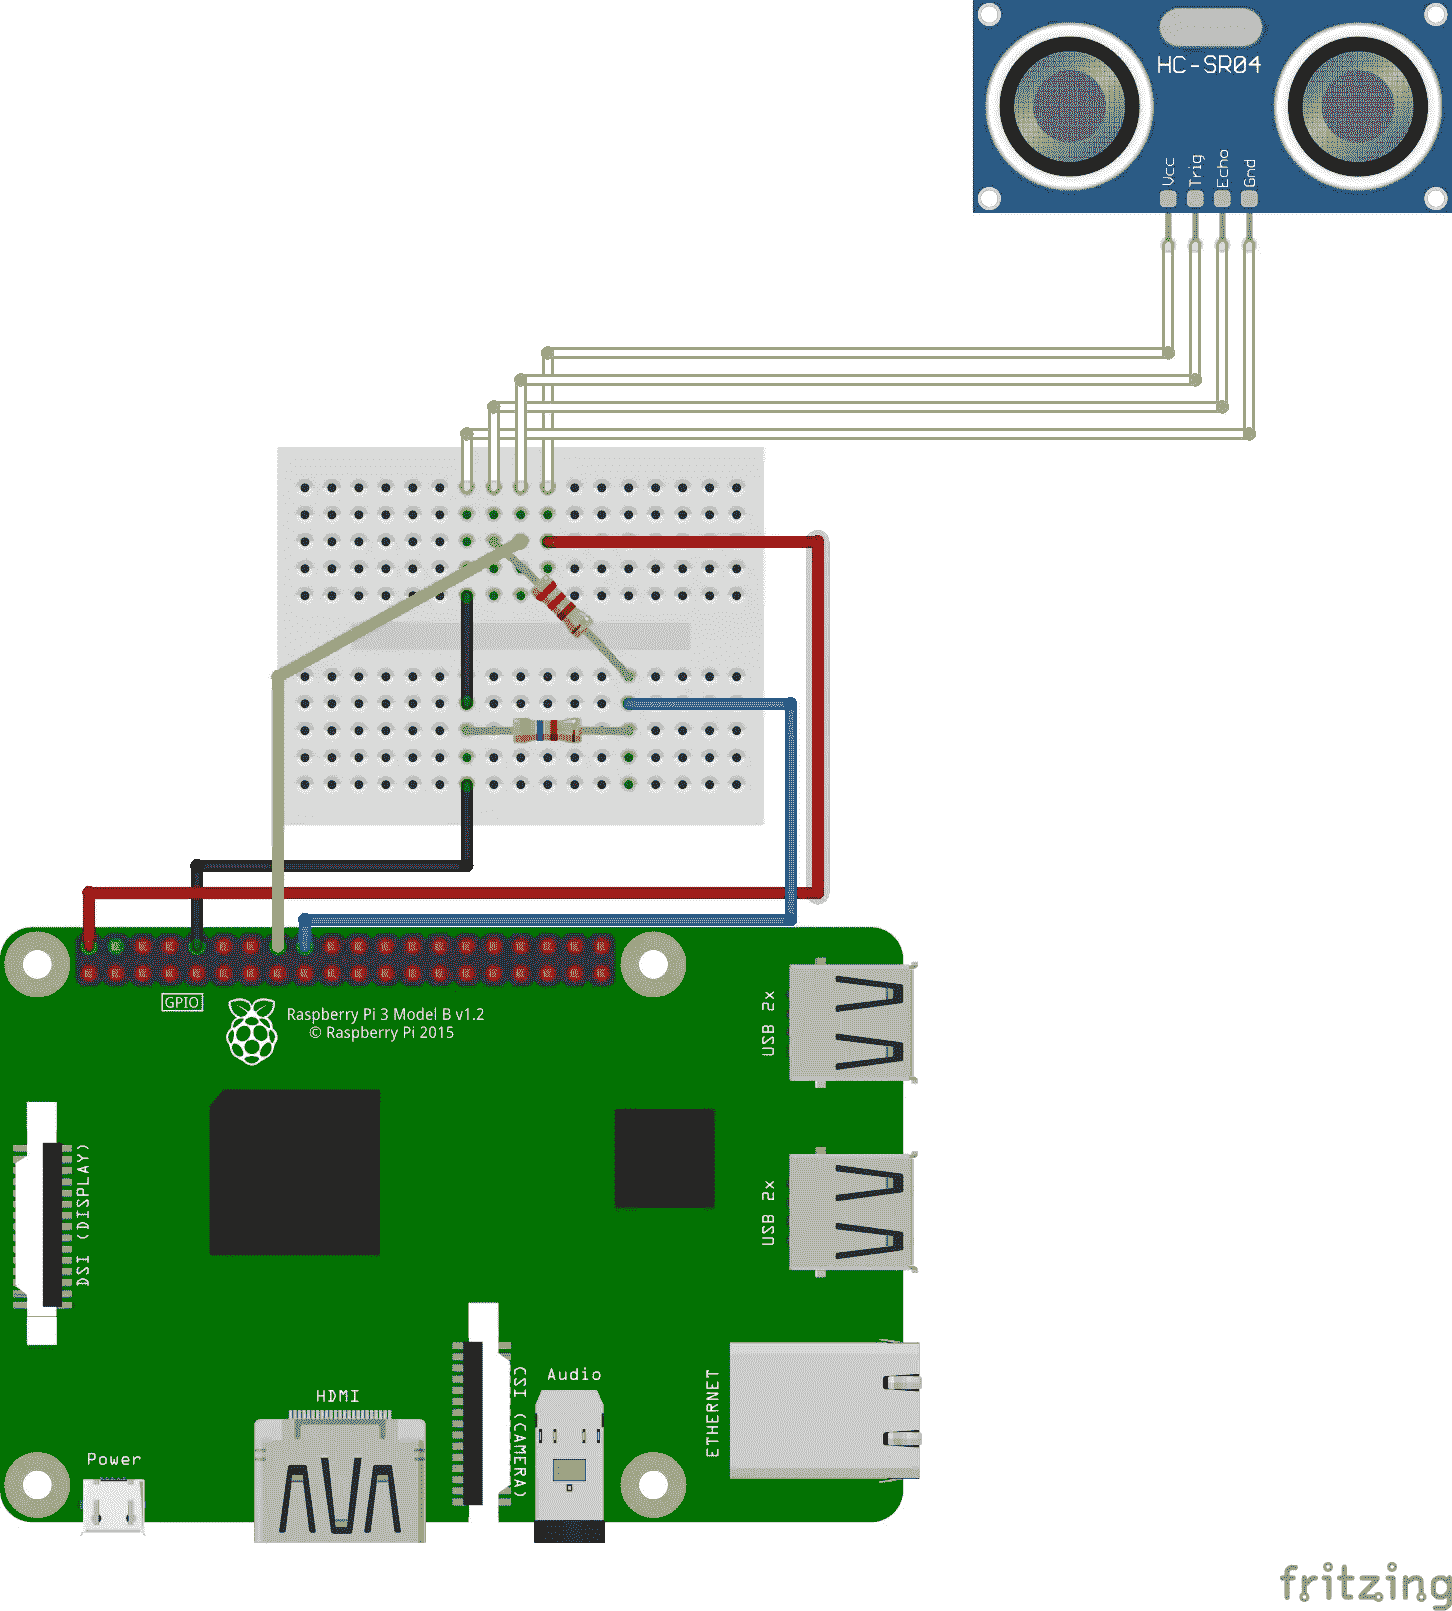 HC-SR04
Vcc
Trig
Echo
Gnd
GPIO
Raspberry Pi 3 Model B v1.2
© Raspberry Pi 2015
USB 2x
DSI (DISPLAY)
USB 2x
CSI (CAMERA)
Audio
ETHERNET
HDMI
Power
fritzing